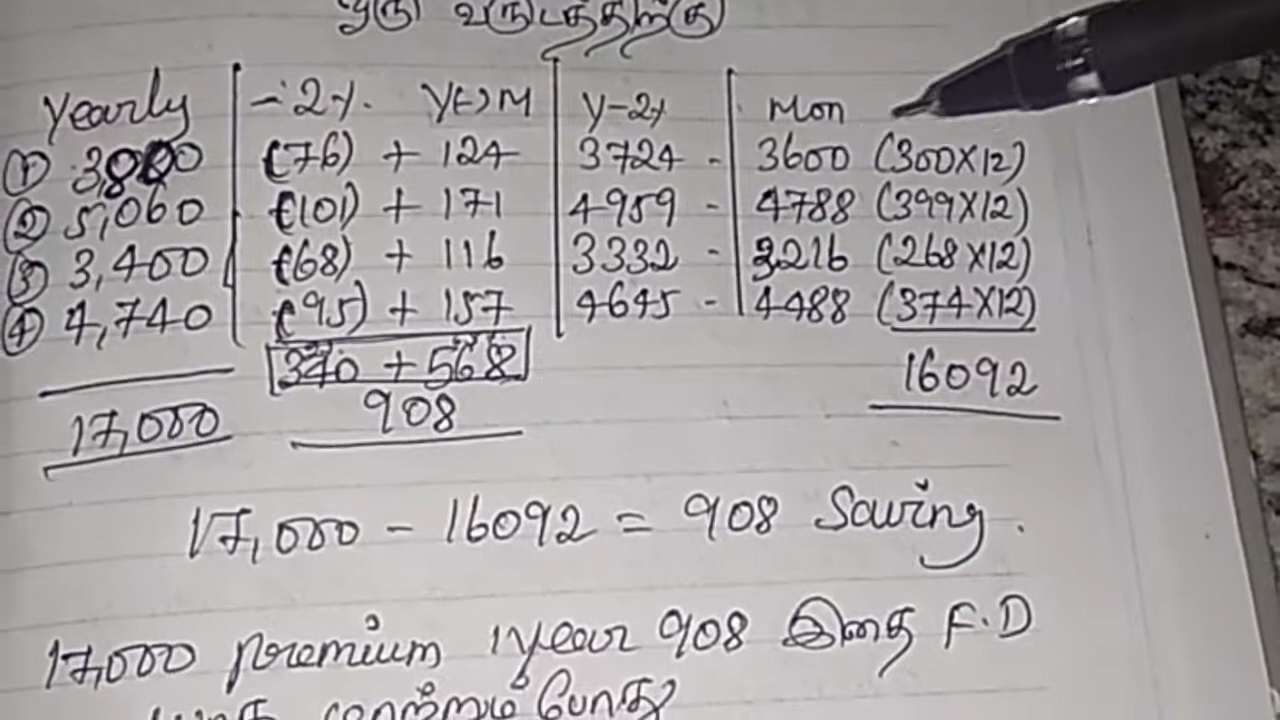 ஒரு வருடத்திற்கு
Yearly -2%. Y↔M Y-2% Mon
① 3,800 (76) + 124 3724 - 3600 (300X12)
② 5,060 (101) + 171 4959 - 4788 (399X12)
③ 3,400 (68) + 116 3332 - 3216 (268X12)
④ 4,740 (95) + 157 4645 - 4488 (374X12)
340 + 568 16092
17,000 908
17,000 - 16092 = 908 Saving.
17,000 premium 1year 908 இதை F.D
போது